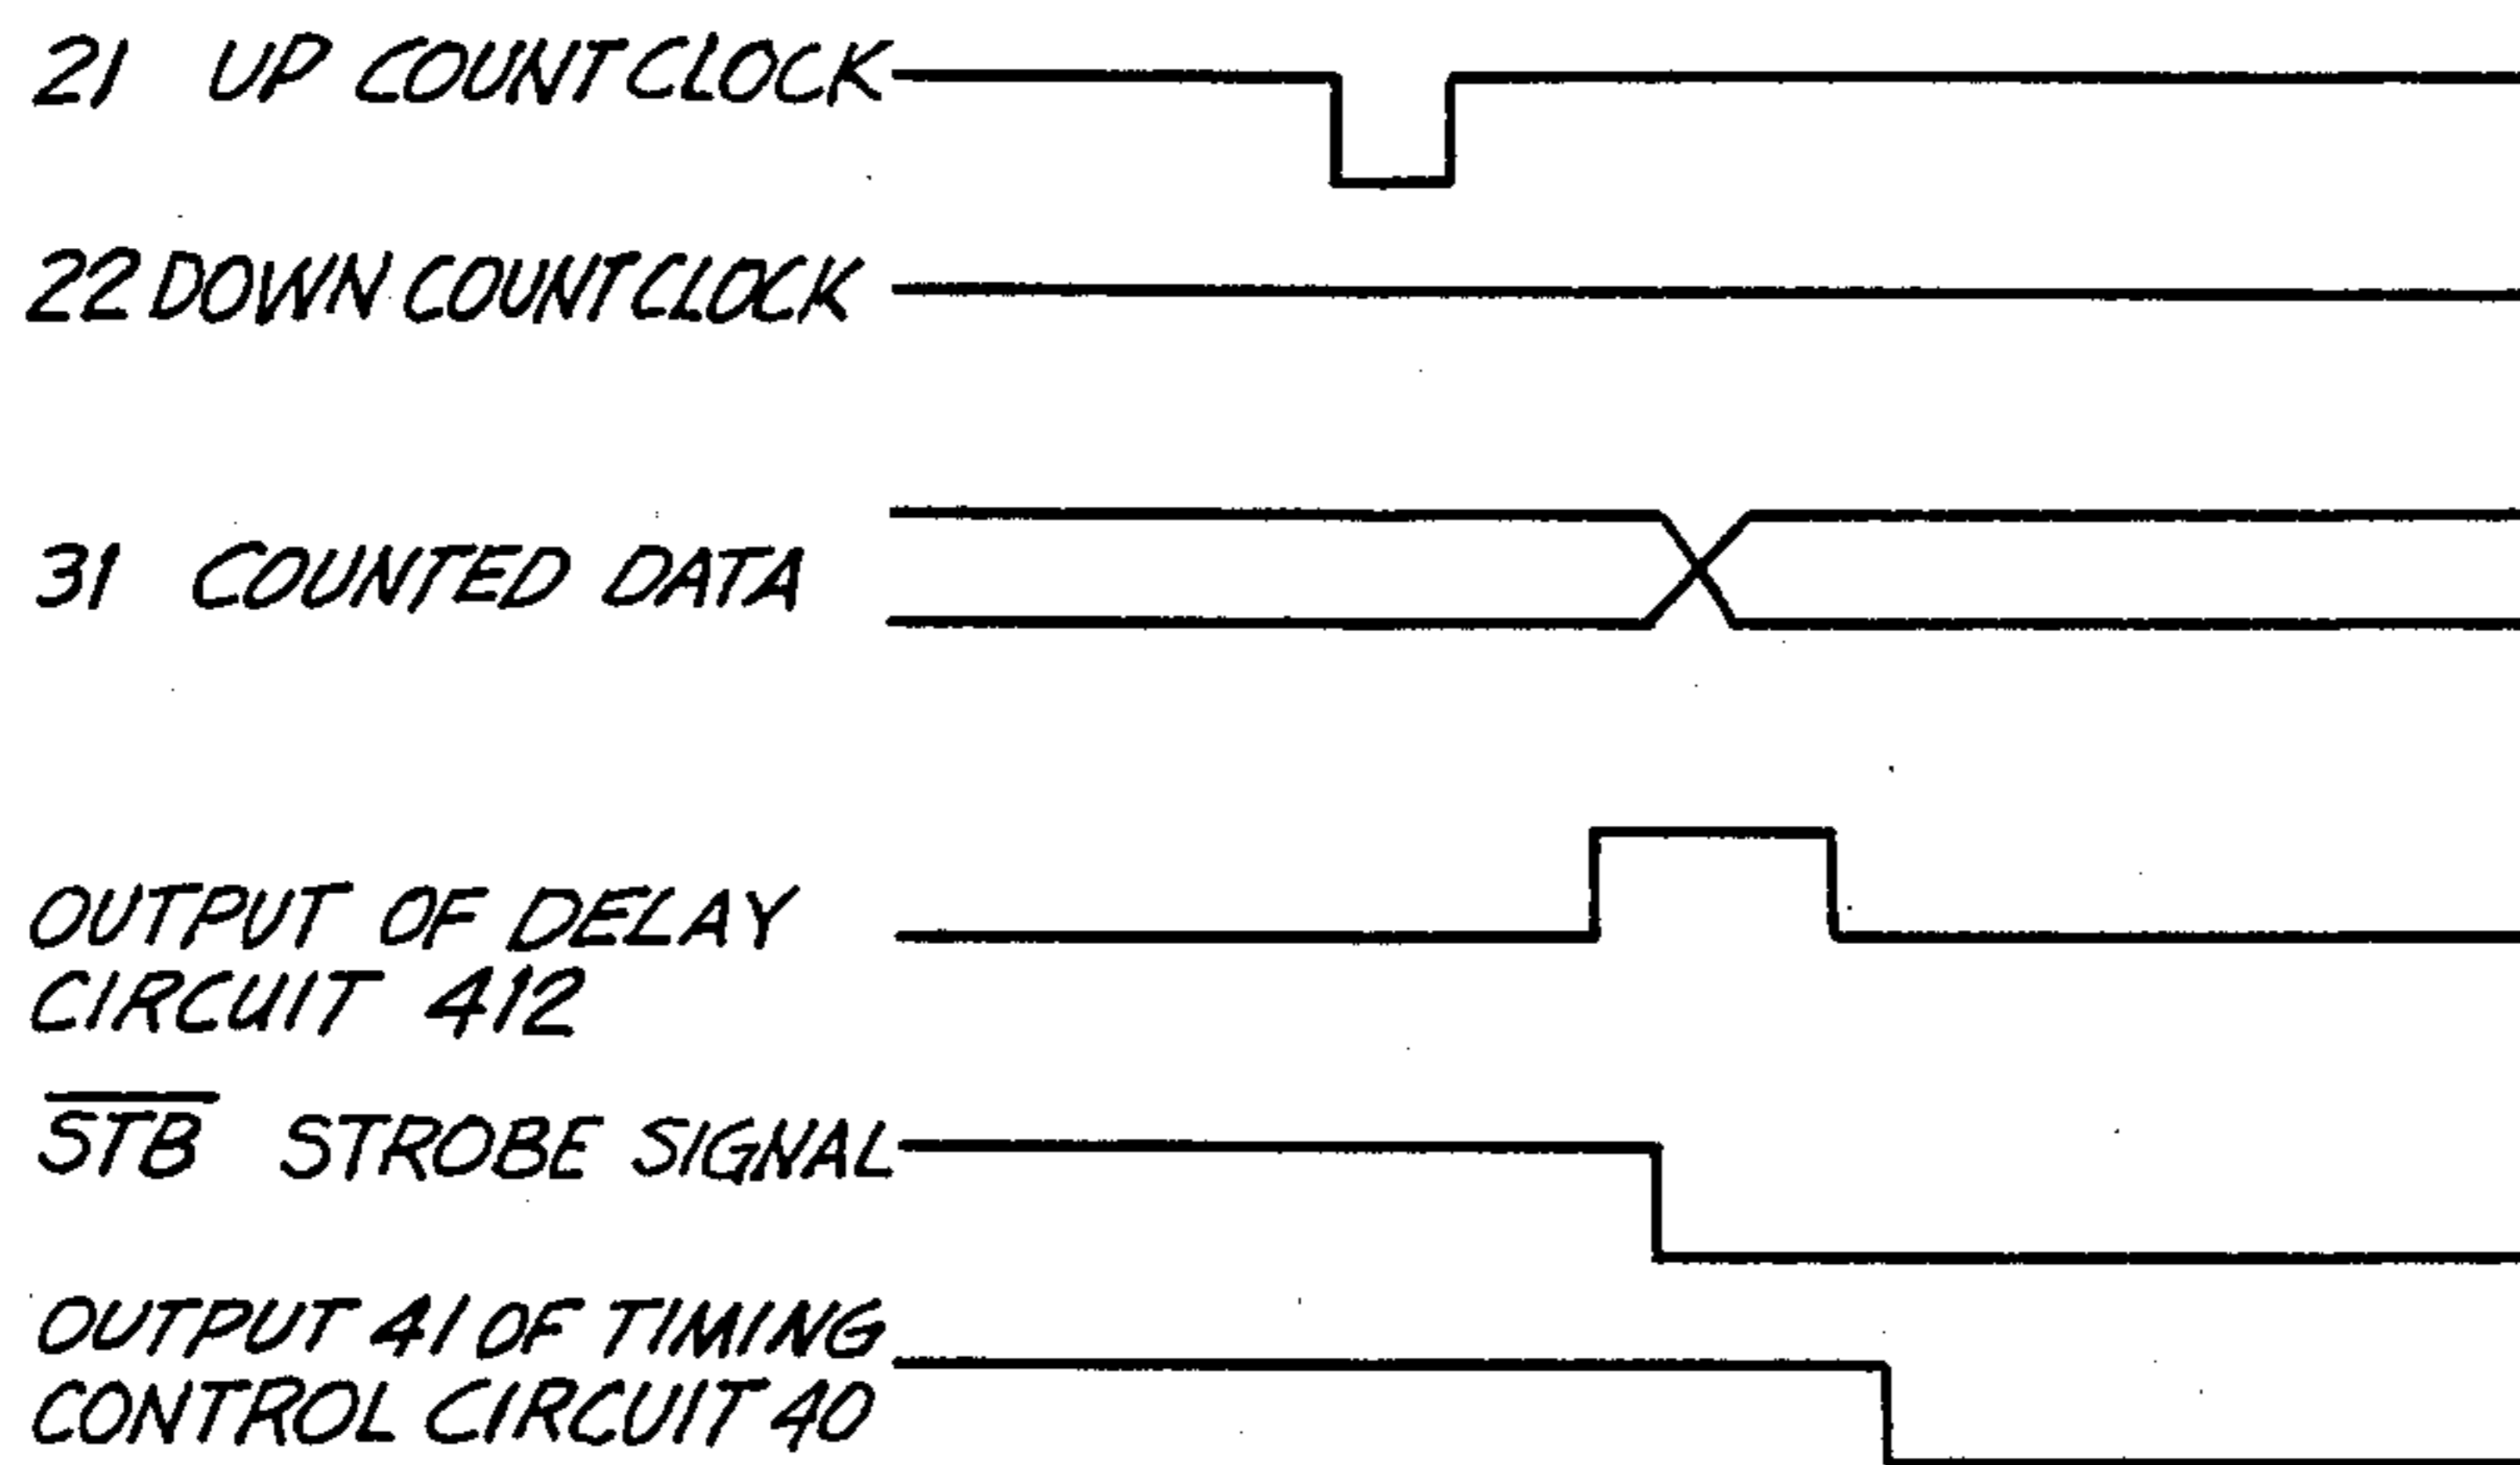 21 UP COUNT CLOCK
22 DOWN COUNT CLOCK
31 COUNTED DATA
OUTPUT OF DELAY
CIRCUIT 412
STB STROBE SIGNAL
OUTPUT 41 OF TIMING
CONTROL CIRCUIT 40